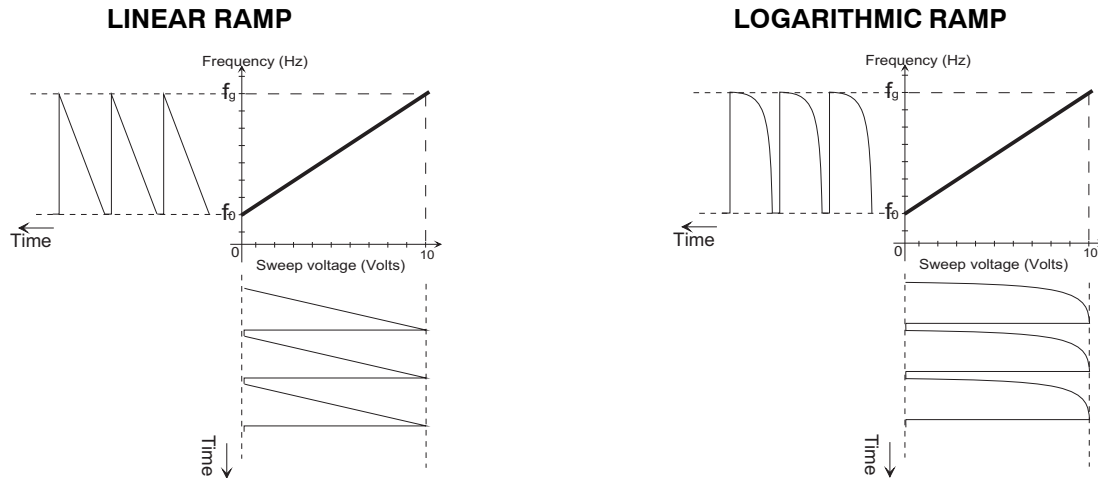 LINEAR RAMP
Frequency (Hz)
fg
f0
Time
0
10
Sweep voltage (Volts)
Time
LOGARITHMIC RAMP
Frequency (Hz)
fg
f0
Time
0
10
Sweep voltage (Volts)
Time